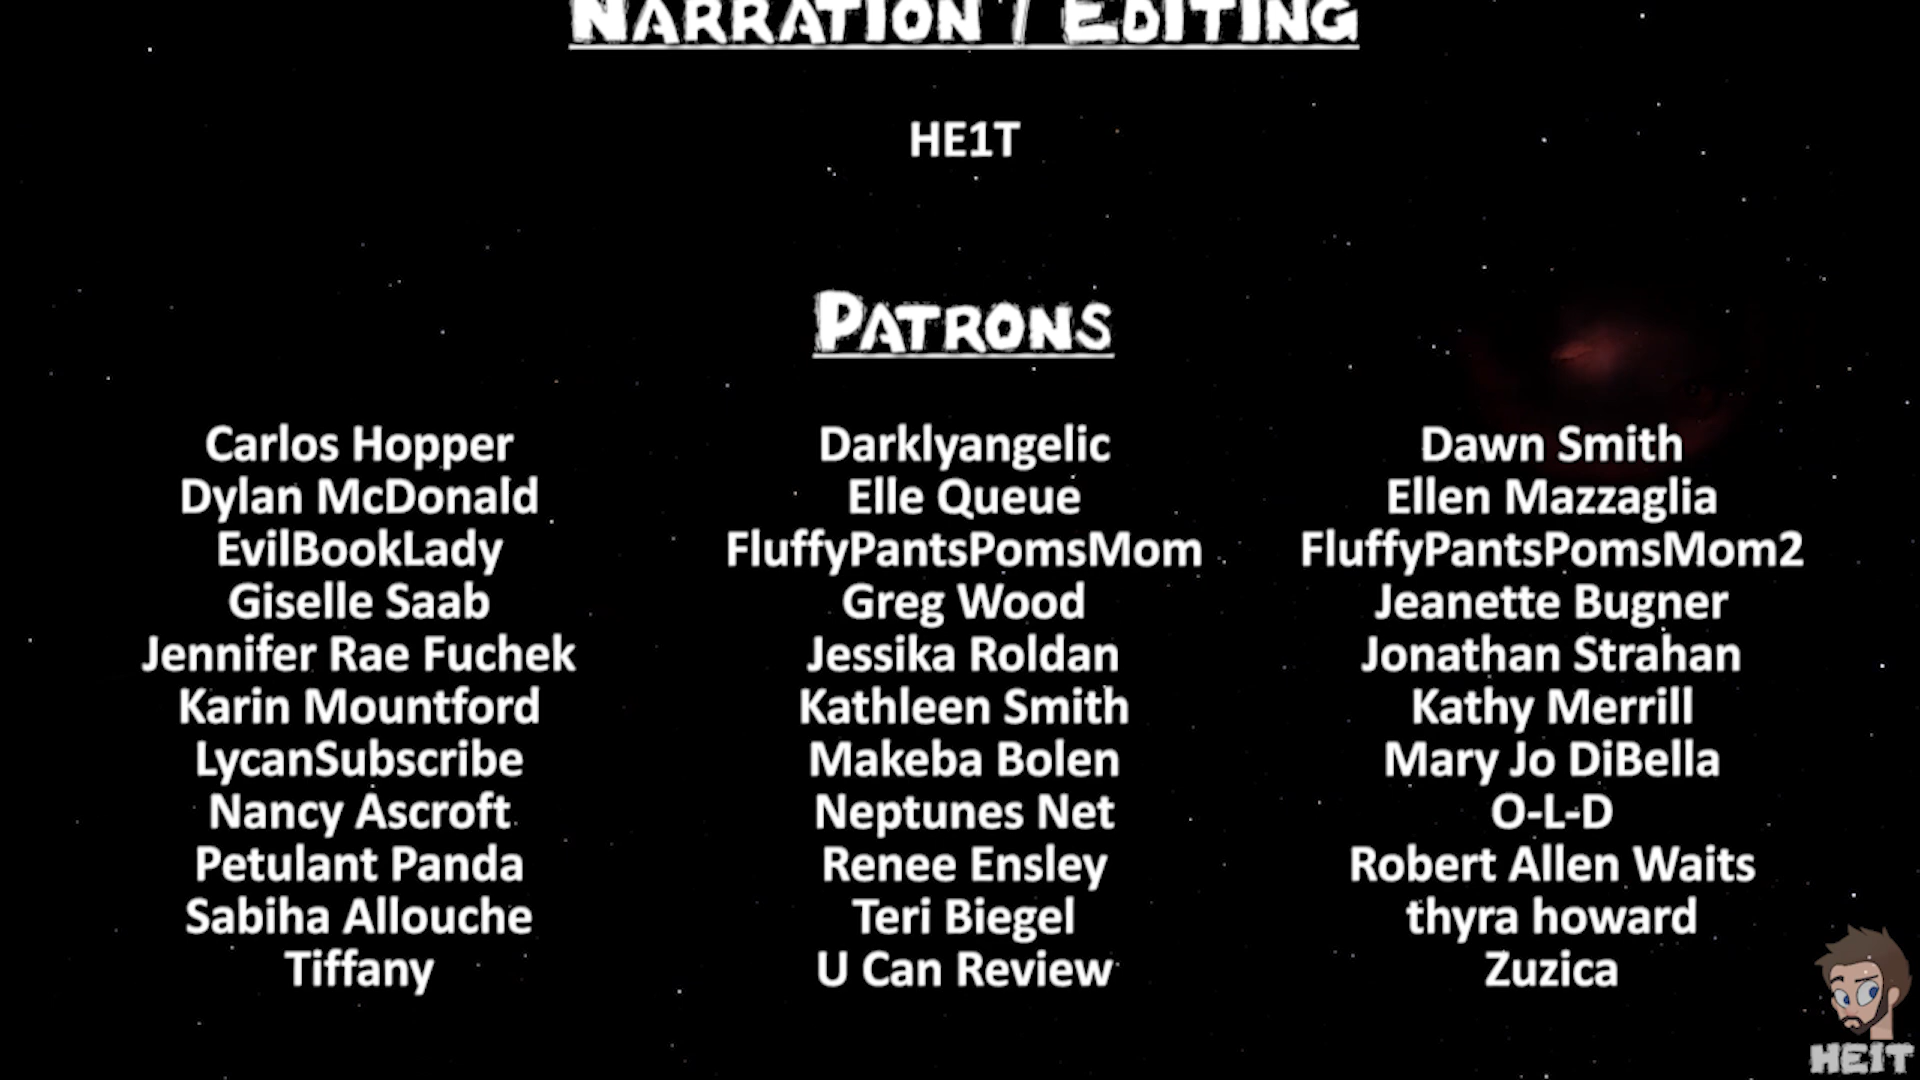 Narration / Editing
HE1T
Patrons
Carlos Hopper Darklyangelic Dawn Smith
Dylan McDonald Elle Queue Ellen Mazzaglia
EvilBookLady FluffyPantsPomsMom FluffyPantsPomsMom2
Giselle Saab Greg Wood Jeanette Bugner
Jennifer Rae Fuchek Jessika Roldan Jonathan Strahan
Karin Mountford Kathleen Smith Kathy Merrill
LycanSubscribe Makeba Bolen Mary Jo DiBella
Nancy Ascroft Neptunes Net O-L-D
Petulant Panda Renee Ensley Robert Allen Waits
Sabiha Allouche Teri Biegel thyra howard
Tiffany U Can Review Zuzica
HE1T